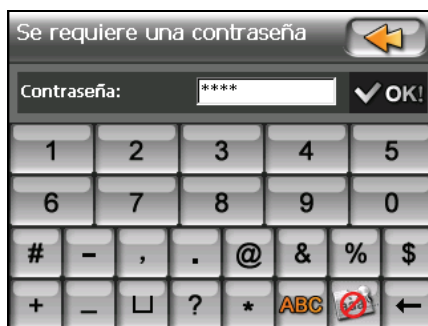 Se requiere una contraseña
Contraseña: **** OK!
1 2 3 4 5
6 7 8 9 0
# - , . @ & % $
+ _ ⊔ ? * ABC ←